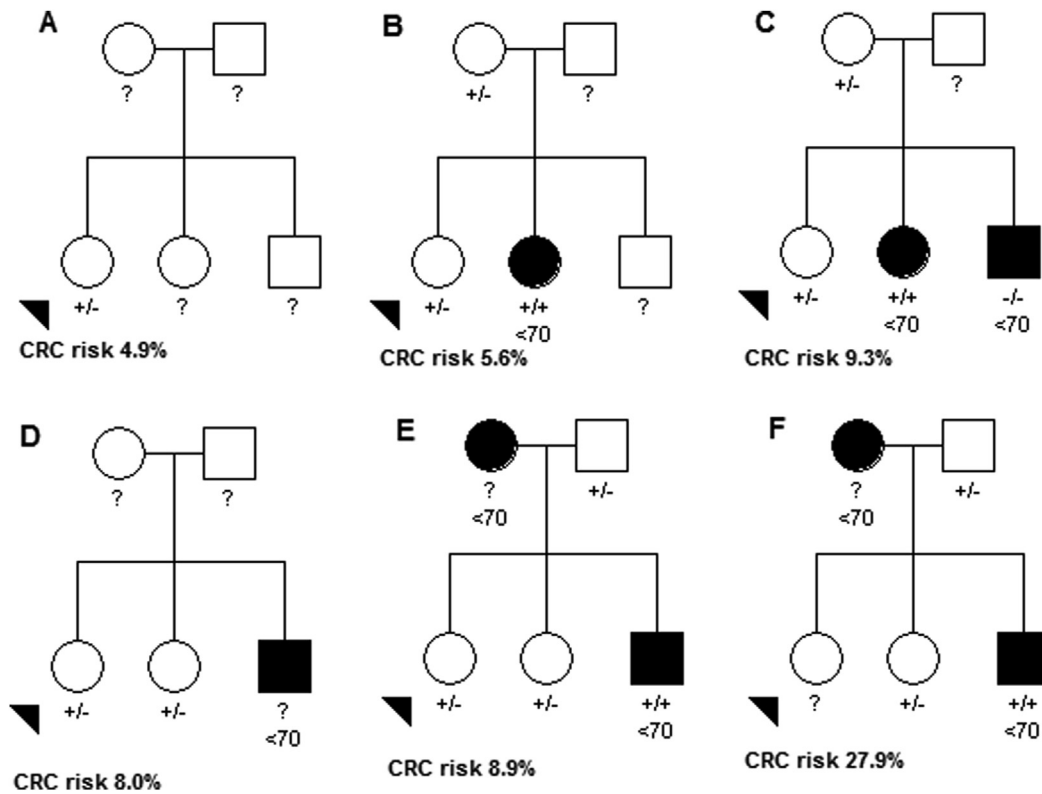 A
? ?
+/- ? ?
CRC risk 4.9%
B
+/- ?
+/- +/+ ?
<70
CRC risk 5.6%
C
+/- ?
+/- +/+ -/-
<70 <70
CRC risk 9.3%
D
? ?
+/- +/- ?
<70
CRC risk 8.0%
E
? +/-
<70
+/- +/- +/+
<70
CRC risk 8.9%
F
? +/-
<70
? +/- +/+
<70
CRC risk 27.9%